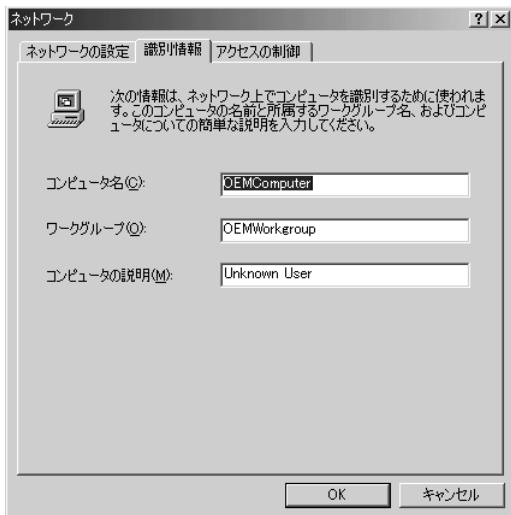 ネットワーク
ネットワークの設定 識別情報 アクセスの制御
次の情報は、ネットワーク上でコンピュータを識別するために使われま
す。このコンピュータの名前と所属するワークグループ名、およびコンピ
ュータについての簡単な説明を入力してください。
コンピュータ名(C): OEMComputer
ワークグループ(O): OEMWorkgroup
コンピュータの説明(M): Unknown User
OK キャンセル